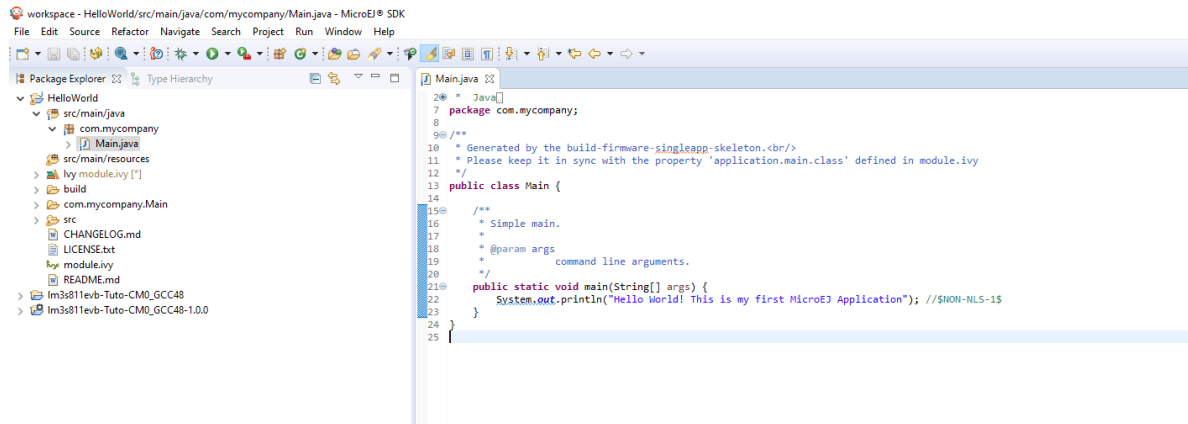 workspace - HelloWorld/src/main/java/com/mycompany/Main.java - MicroEJ® SDK
File Edit Source Refactor Navigate Search Project Run Window Help
Package Explorer Type Hierarchy
HelloWorld
src/main/java
com.mycompany
Main.java
src/main/resources
Ivy module.ivy [*]
build
com.mycompany.Main
src
CHANGELOG.md
LICENSE.txt
module.ivy
README.md
lm3s811evb-Tuto-CM0_GCC48
lm3s811evb-Tuto-CM0_GCC48-1.0.0
Main.java
2 * Java
7 package com.mycompany;
8
9 /**
10 * Generated by the build-firmware-singleapp-skeleton.<br/>
11 * Please keep it in sync with the property 'application.main.class' defined in module.ivy
12 */
13 public class Main {
14
15 /**
16 * Simple main.
17 *
18 * @param args
19 * command line arguments.
20 */
21 public static void main(String[] args) {
22 System.out.println("Hello World! This is my first MicroEJ Application"); //$NON-NLS-1$
23 }
24 }
25